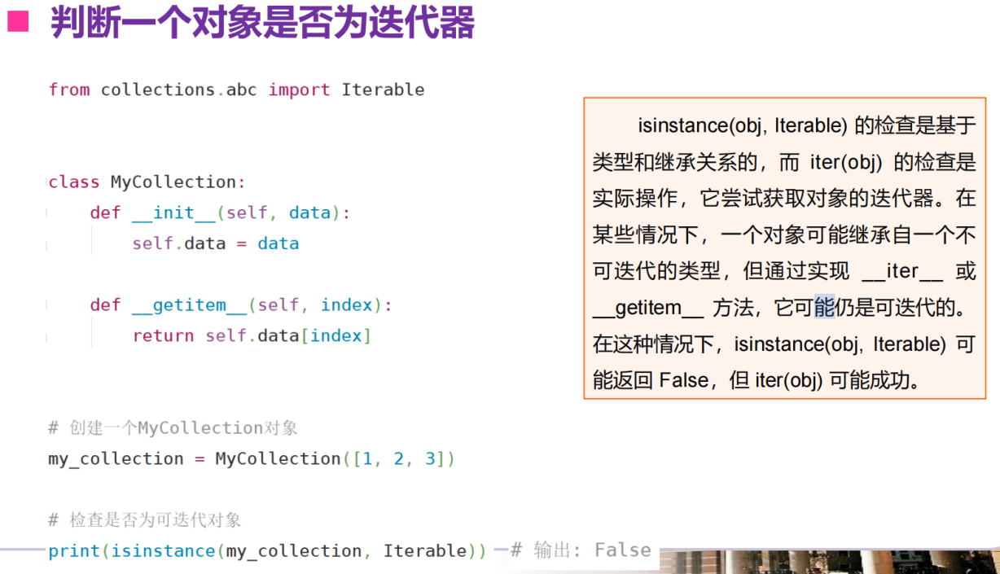 判断一个对象是否为迭代器
from collections.abc import Iterable
class MyCollection:
    def __init__(self, data):
        self.data = data
    def __getitem__(self, index):
        return self.data[index]
# 创建一个MyCollection对象
my_collection = MyCollection([1, 2, 3])
# 检查是否为可迭代对象
print(isinstance(my_collection, Iterable)) # 输出: False
isinstance(obj, Iterable) 的检查是基于
类型和继承关系的，而 iter(obj) 的检查是
实际操作，它尝试获取对象的迭代器。在
某些情况下，一个对象可能继承自一个不
可迭代的类型，但通过实现 __iter__ 或
__getitem__ 方法，它可能仍是可迭代的。
在这种情况下，isinstance(obj, Iterable) 可
能返回 False，但 iter(obj) 可能成功。